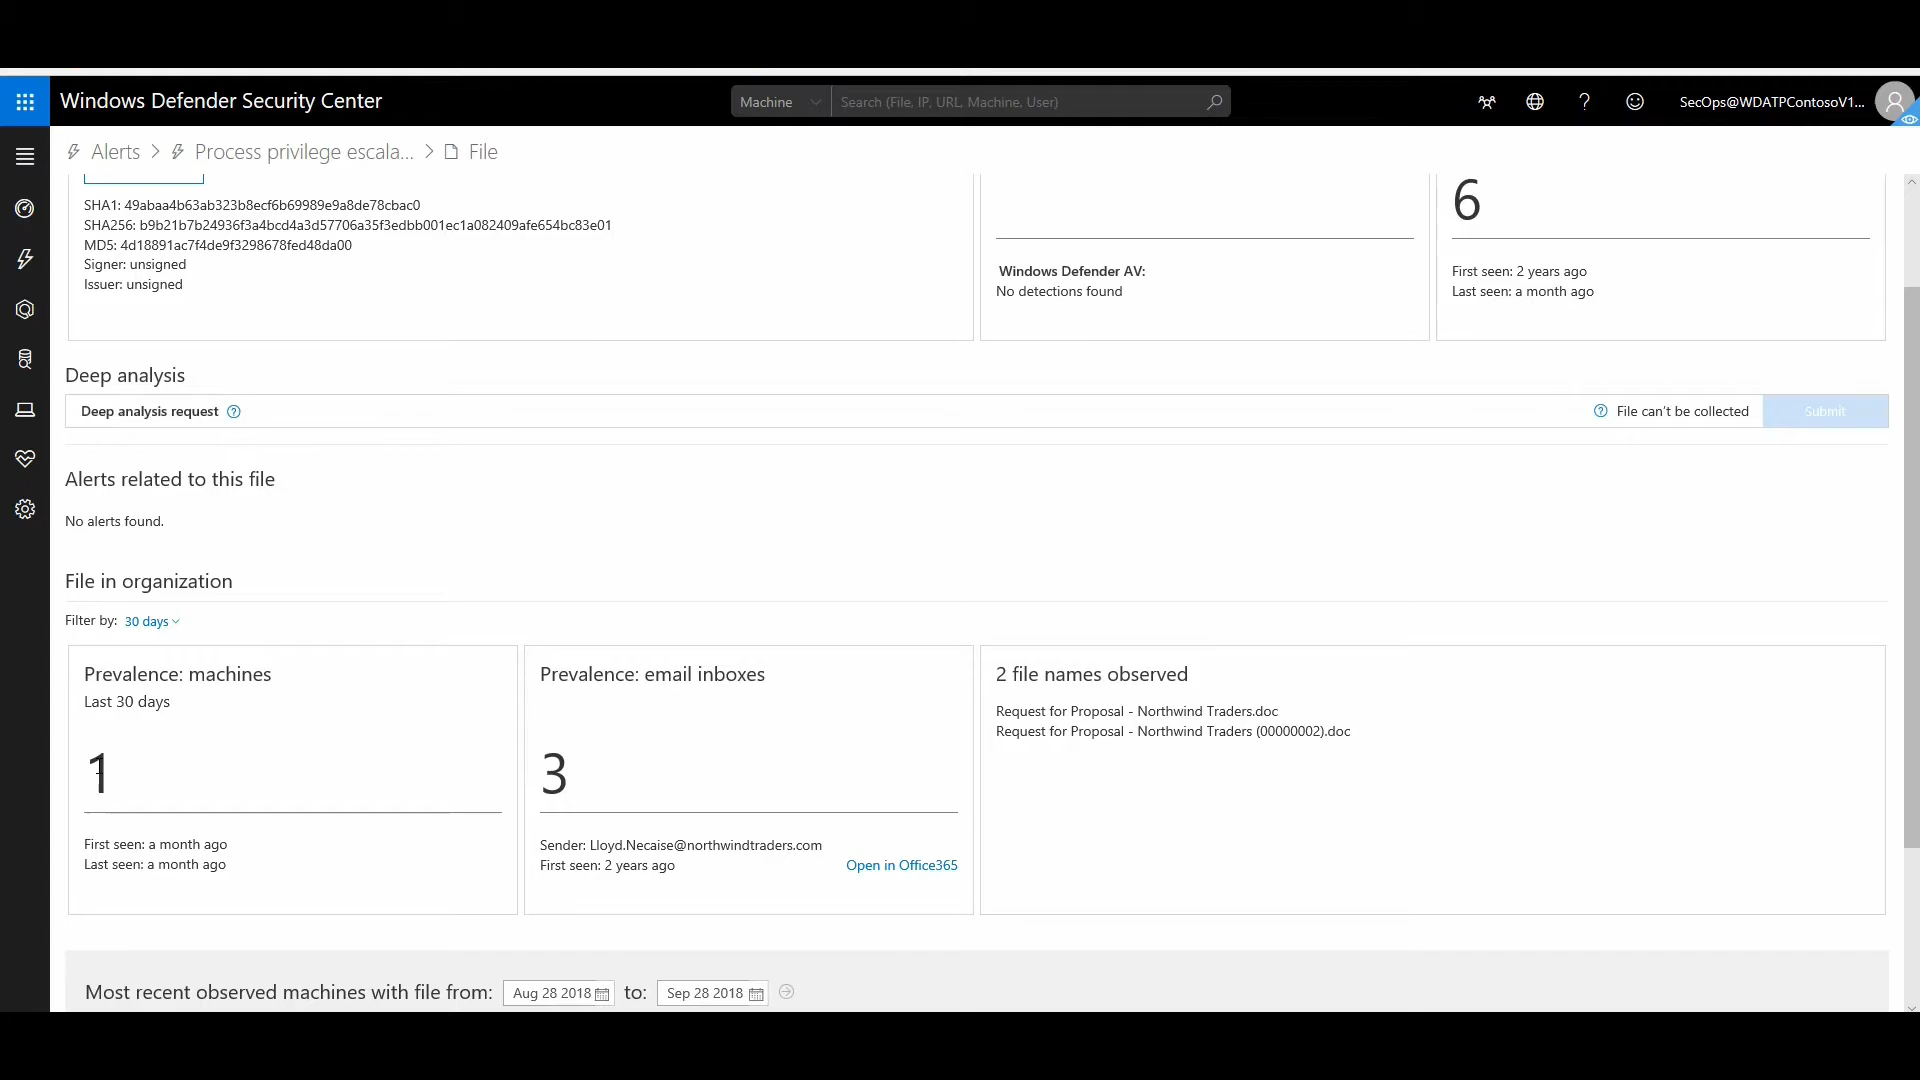 Windows Defender Security Center
Machine
Search (File, IP, URL, Machine, User)
SecOps@WDATPContosoV1...
Alerts > Process privilege escala... > File
SHA1: 49abaa4b63ab323b8ecf6b69989e9a8de78cbac0
SHA256: b9b21b7b24936f3a4bcd4a3d57706a35f3edbb001ec1a082409afe654bc83e01
MD5: 4d18891ac7f4de9f3298678fed48da00
Signer: unsigned
Issuer: unsigned
Windows Defender AV:
No detections found
6
First seen: 2 years ago
Last seen: a month ago
Deep analysis
Deep analysis request
File can't be collected
Submit
Alerts related to this file
No alerts found.
File in organization
Filter by: 30 days
Prevalence: machines
Last 30 days
1
First seen: a month ago
Last seen: a month ago
Prevalence: email inboxes
3
Sender: Lloyd.Necaise@northwindtraders.com
First seen: 2 years ago
Open in Office365
2 file names observed
Request for Proposal - Northwind Traders.doc
Request for Proposal - Northwind Traders (00000002).doc
Most recent observed machines with file from: Aug 28 2018 to: Sep 28 2018